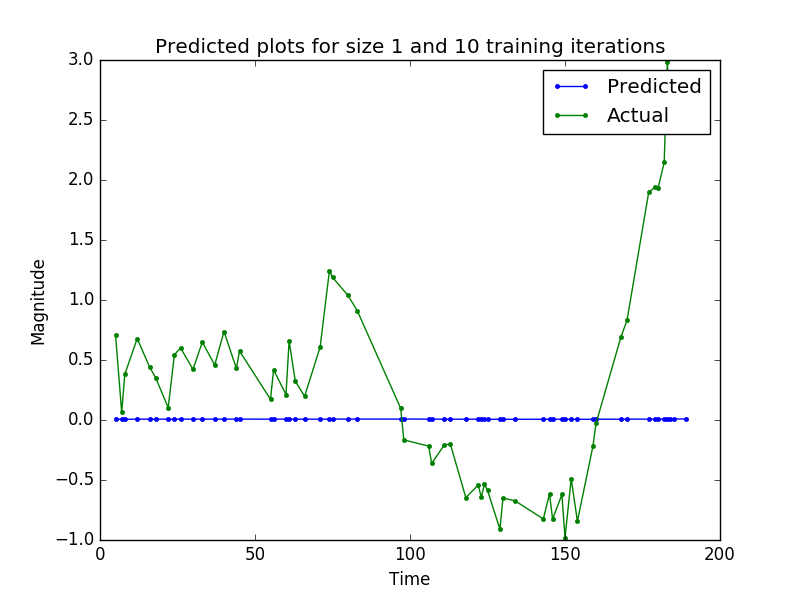 Predicted plots for size 1 and 10 training iterations
3.0
2.5
2.0
1.5
1.0
0.5
0.0
−0.5
−1.0
Magnitude
Predicted
Actual
0 50 100 150 200
Time